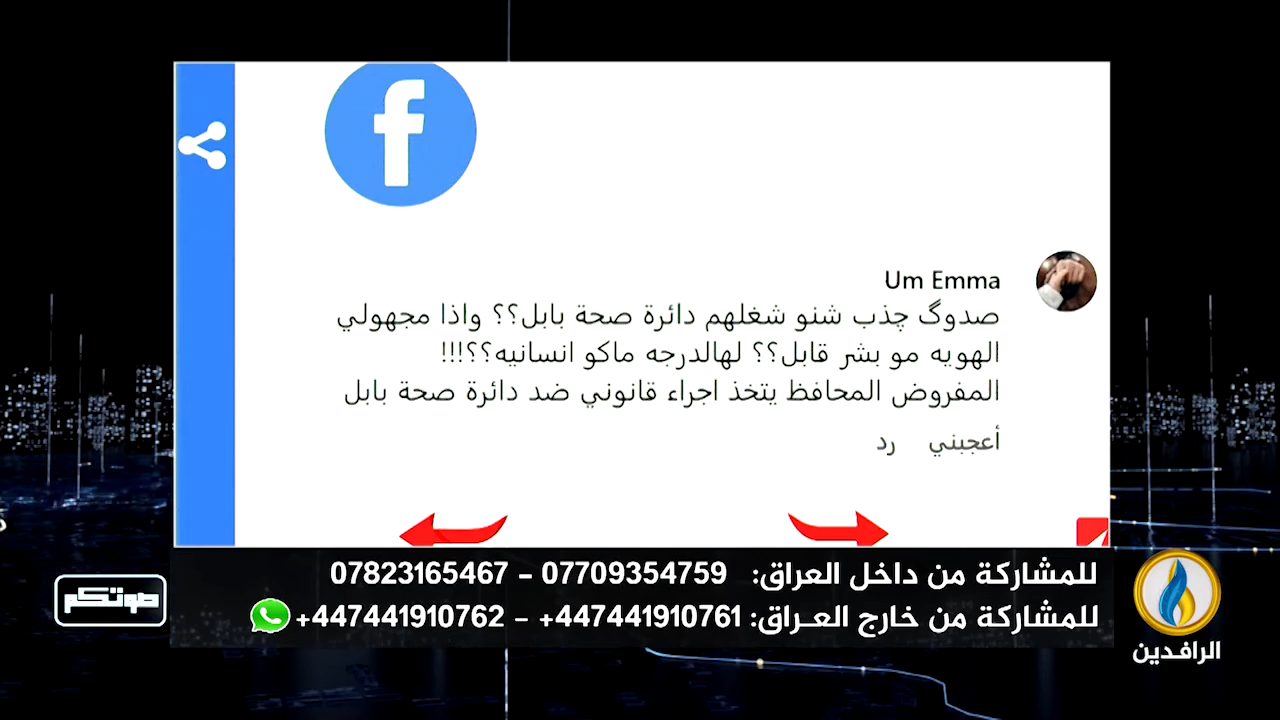 f
Um Emma
صدوگ چذب شنو شغلهم دائرة صحة بابل؟؟ واذا مجهولي
الهويه مو بشر قابل؟؟ لهالدرجه ماكو انسانيه؟؟!!!
المفروض المحافظ يتخذ اجراء قانوني ضد دائرة صحة بابل
أعجبني رد
للمشاركة من داخل العراق: 07709354759 - 07823165467
للمشاركة من خارج العـراق: 447441910761+ - 447441910762+
صوتكم
الرافدين